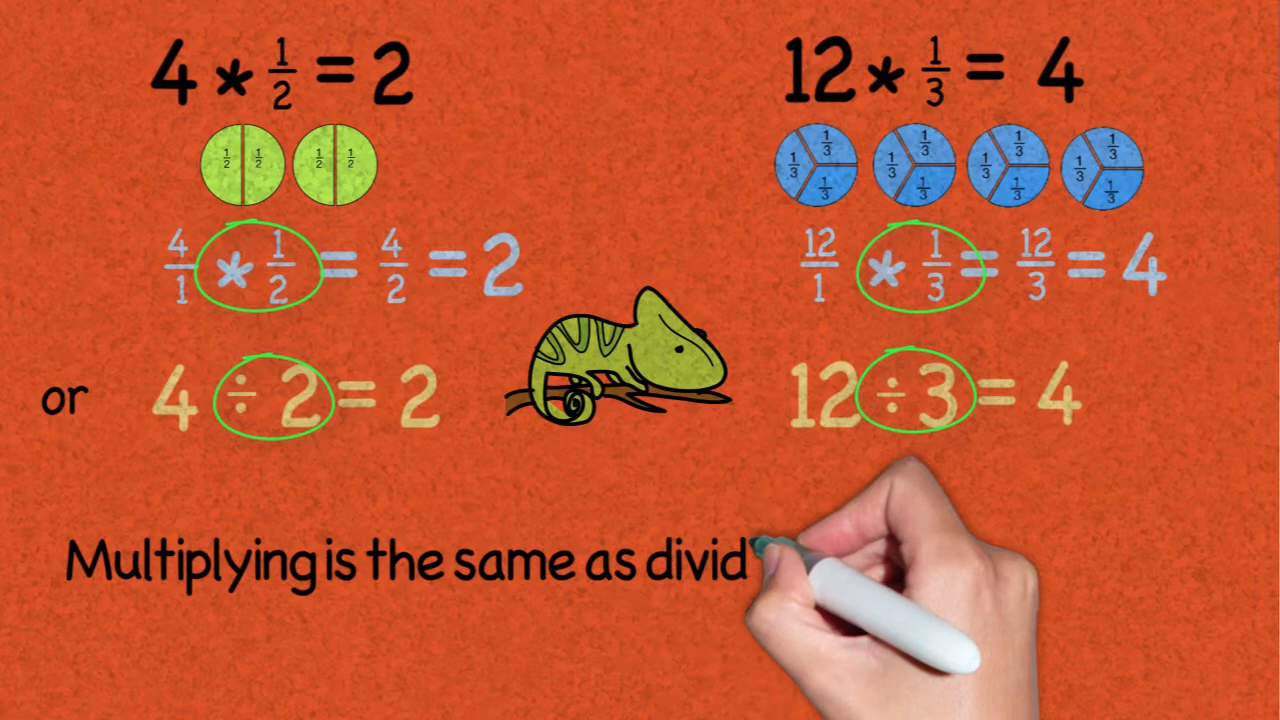 4 * 1/2 = 2
1/2 1/2 1/2 1/2
4/1 * 1/2 = 4/2 = 2
or 4 ÷ 2 = 2
12 * 1/3 = 4
1/3 1/3 1/3 1/3 1/3 1/3 1/3 1/3 1/3 1/3 1/3 1/3
12/1 * 1/3 = 12/3 = 4
12 ÷ 3 = 4
Multiplying is the same as divid